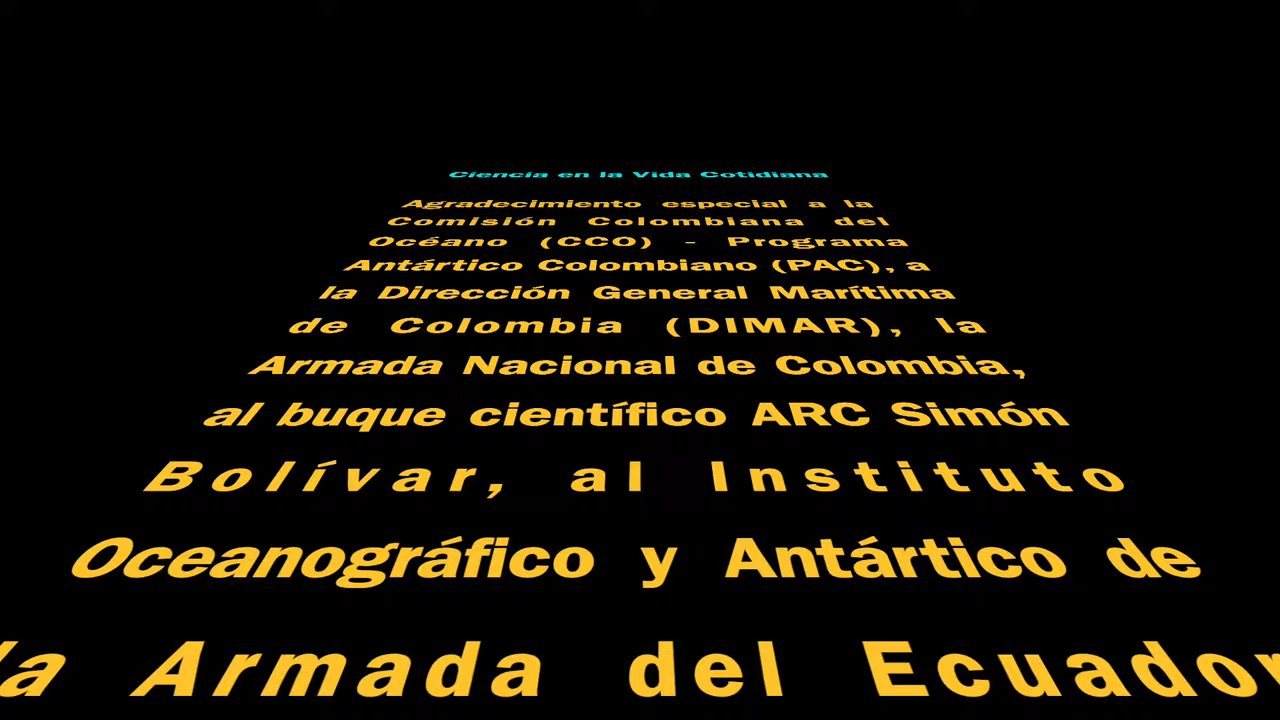 Ciencia en la Vida Cotidiana
Agradecimiento especial a la
Comisión Colombiana del
Océano (CCO) - Programa
Antártico Colombiano (PAC), a
la Dirección General Marítima
de Colombia (DIMAR), la
Armada Nacional de Colombia,
al buque científico ARC Simón
Bolívar, al Instituto
Oceanográfico y Antártico de
la Armada del Ecuador